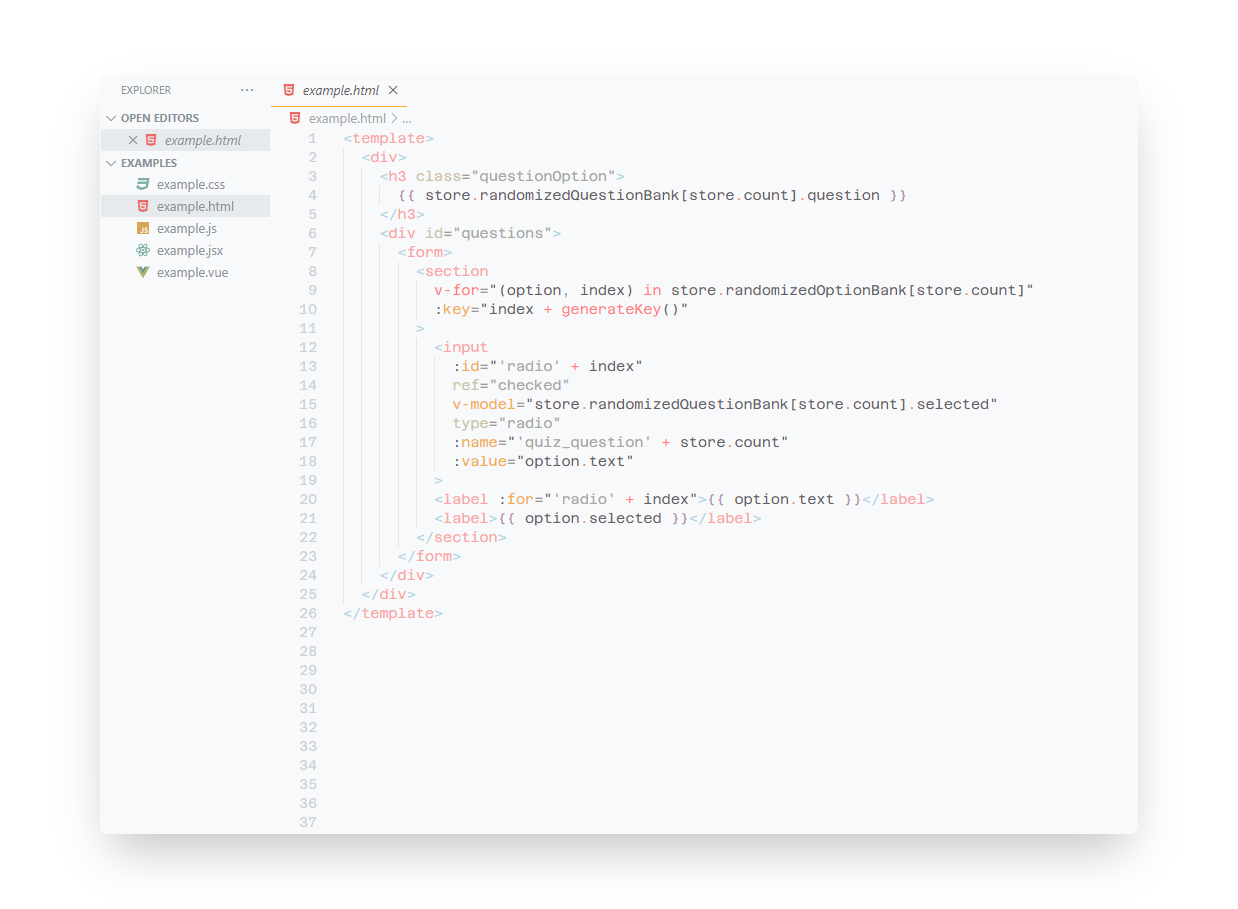 EXPLORER ...
OPEN EDITORS
example.html
EXAMPLES
example.css
example.html
example.js
example.jsx
example.vue
example.html
example.html > ...
1 <template>
2 <div>
3 <h3 class="questionOption">
4 {{ store.randomizedQuestionBank[store.count].question }}
5 </h3>
6 <div id="questions">
7 <form>
8 <section
9 v-for="(option, index) in store.randomizedOptionBank[store.count]"
10 :key="index + generateKey()"
11 >
12 <input
13 :id="'radio' + index"
14 ref="checked"
15 v-model="store.randomizedQuestionBank[store.count].selected"
16 type="radio"
17 :name="'quiz_question' + store.count"
18 :value="option.text"
19 >
20 <label :for="'radio' + index">{{ option.text }}</label>
21 <label>{{ option.selected }}</label>
22 </section>
23 </form>
24 </div>
25 </div>
26 </template>
27
28
29
30
31
32
33
34
35
36
37